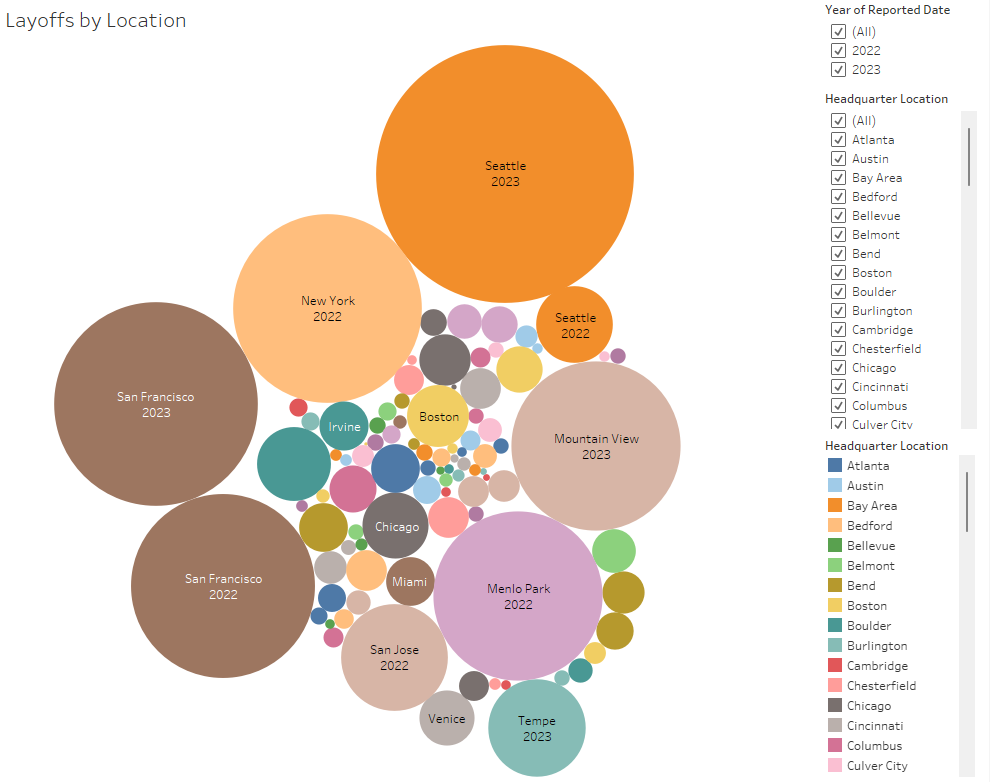 Layoffs by Location
Seattle
2023
New York
2022
Seattle
2022
San Francisco
2023
Boston
Irvine
Mountain View
2023
Chicago
San Francisco
2022
Miami
Menlo Park
2022
San Jose
2022
Venice
Tempe
2023
Year of Reported Date
(All)
2022
2023
Headquarter Location
(All)
Atlanta
Austin
Bay Area
Bedford
Bellevue
Belmont
Bend
Boston
Boulder
Burlington
Cambridge
Chesterfield
Chicago
Cincinnati
Columbus
Culver City
Headquarter Location
Atlanta
Austin
Bay Area
Bedford
Bellevue
Belmont
Bend
Boston
Boulder
Burlington
Cambridge
Chesterfield
Chicago
Cincinnati
Columbus
Culver City